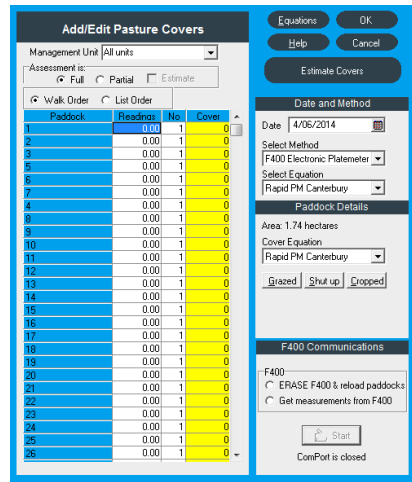 Add/Edit Pasture Covers
Management Unit All units
Assessment is:
Full Partial Estimate
Walk Order List Order
Paddock Readings No Cover
1 0.00 1 0
2 0.00 1 0
3 0.00 1 0
5 0.00 1 0
6 0.00 1 0
7 0.00 1 0
4 0.00 1 0
8 0.00 1 0
9 0.00 1 0
10 0.00 1 0
11 0.00 1 0
12 0.00 1 0
13 0.00 1 0
14 0.00 1 0
15 0.00 1 0
16 0.00 1 0
17 0.00 1 0
18 0.00 1 0
19 0.00 1 0
20 0.00 1 0
21 0.00 1 0
22 0.00 1 0
23 0.00 1 0
24 0.00 1 0
25 0.00 1 0
26 0.00 1 0
Equations OK
Help Cancel
Estimate Covers
Date and Method
Date 4/06/2014
Select Method
F400 Electronic Platemeter
Select Equation
Rapid PM Canterbury
Paddock Details
Area: 1.74 hectares
Cover Equation
Rapid PM Canterbury
Grazed Shut up Cropped
F400 Communications
F400
ERASE F400 & reload paddocks
Get measurements from F400
Start
ComPort is closed